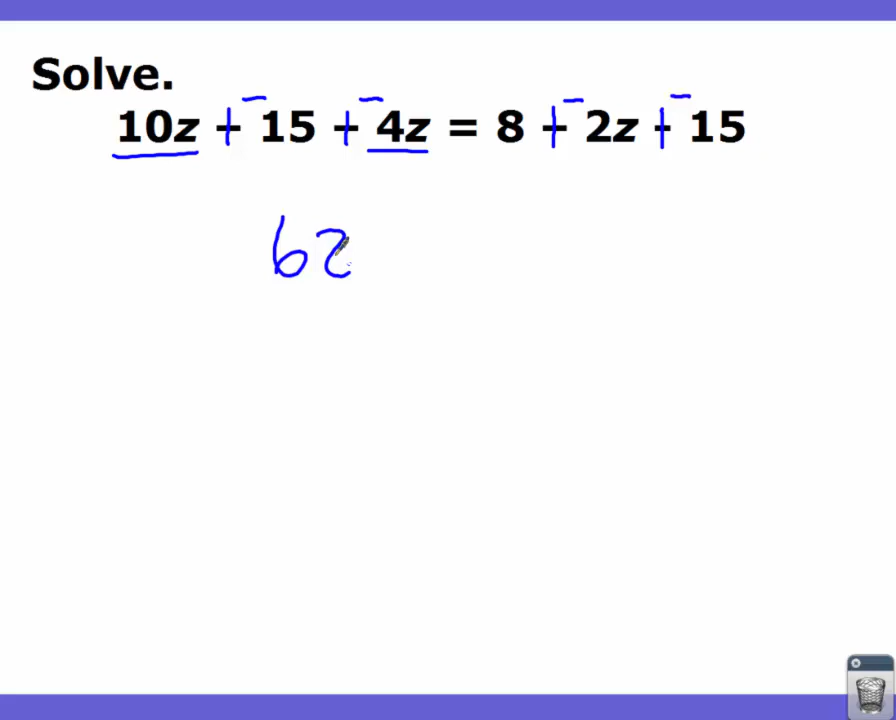 Solve.
10z + ⁻15 + ⁻4z = 8 + ⁻2z + ⁻15
6z